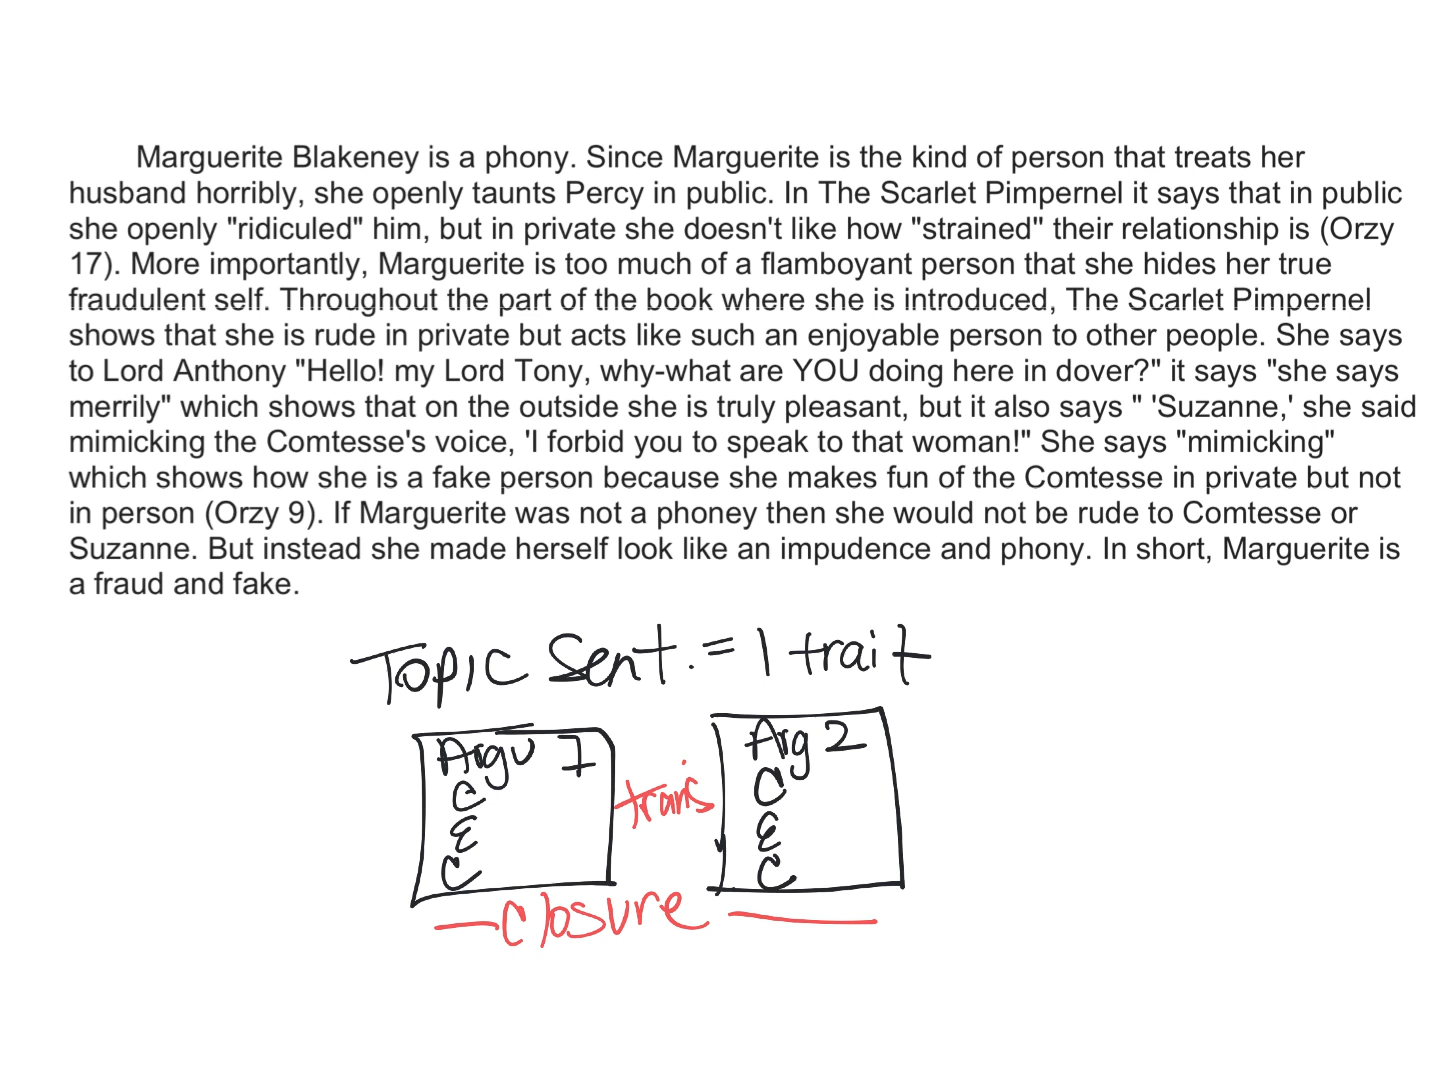 Marguerite Blakeney is a phony. Since Marguerite is the kind of person that treats her
husband horribly, she openly taunts Percy in public. In The Scarlet Pimpernel it says that in public
she openly "ridiculed" him, but in private she doesn't like how "strained" their relationship is (Orzy
17). More importantly, Marguerite is too much of a flamboyant person that she hides her true
fraudulent self. Throughout the part of the book where she is introduced, The Scarlet Pimpernel
shows that she is rude in private but acts like such an enjoyable person to other people. She says
to Lord Anthony "Hello! my Lord Tony, why-what are YOU doing here in dover?" it says "she says
merrily" which shows that on the outside she is truly pleasant, but it also says " 'Suzanne,' she said
mimicking the Comtesse's voice, 'I forbid you to speak to that woman!" She says "mimicking"
which shows how she is a fake person because she makes fun of the Comtesse in private but not
in person (Orzy 9). If Marguerite was not a phoney then she would not be rude to Comtesse or
Suzanne. But instead she made herself look like an impudence and phony. In short, Marguerite is
a fraud and fake.
Topic Sent. = 1 trait
Argu 1
C
E
C
trans
Arg 2
C
E
C
closure